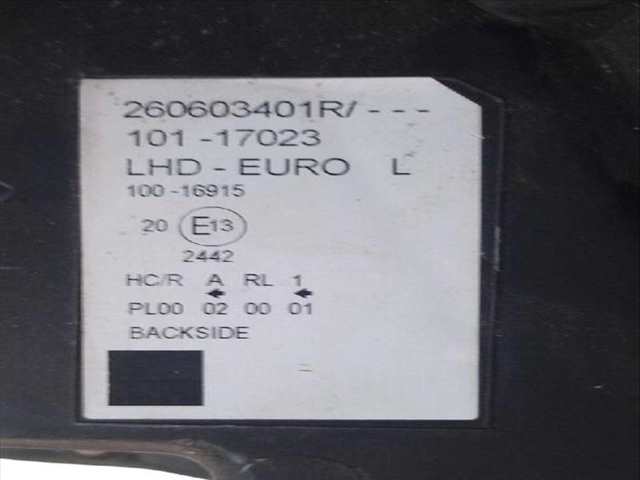 260603401R/ - - -
101 -17023
LHD - EURO L
100 -16915
20 E13
2442
HC/R A RL 1
PL00 02 00 01
BACKSIDE